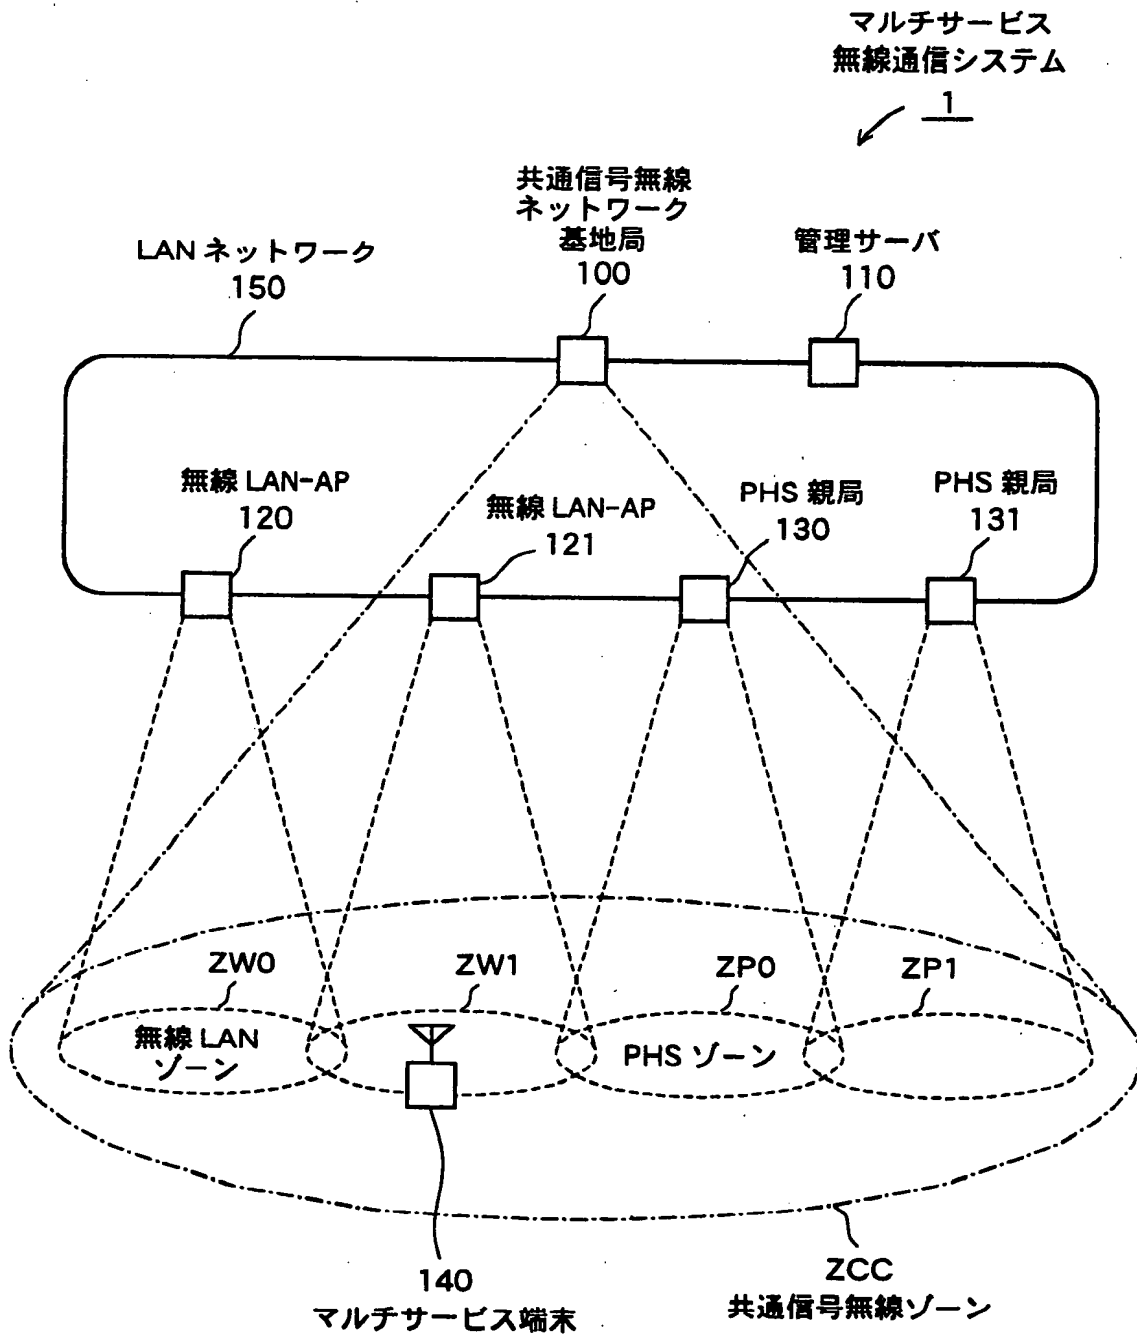 マルチサービス
無線通信システム
1
共通信号無線
ネットワーク
基地局
100
管理サーバ
110
LAN ネットワーク
150
無線 LAN-AP
120
無線 LAN-AP
121
PHS 親局
130
PHS 親局
131
ZW0
ZW1
ZP0
ZP1
無線 LAN
ゾーン
PHS ゾーン
140
マルチサービス端末
ZCC
共通信号無線ゾーン